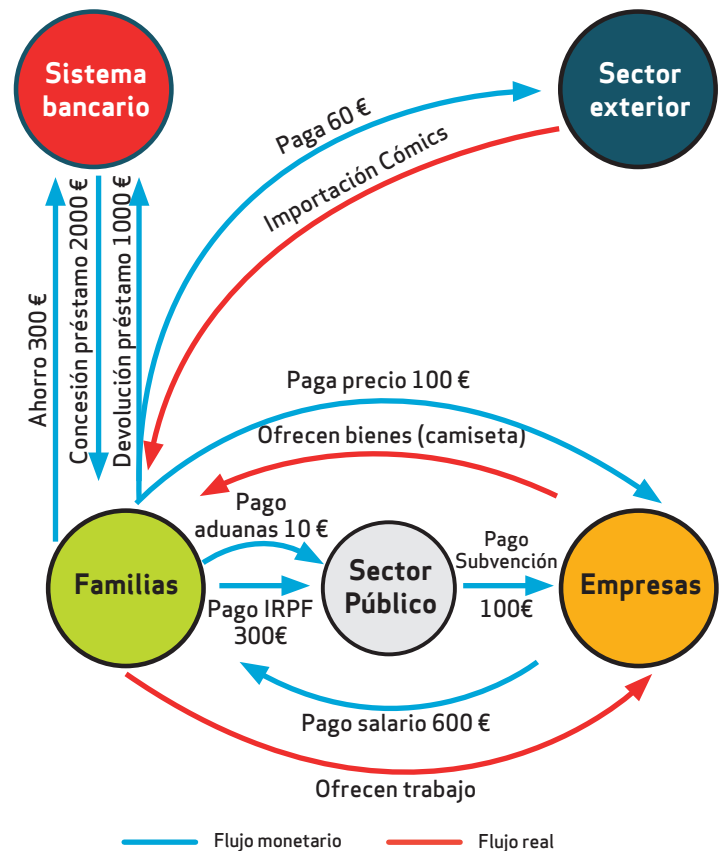 Sistema
bancario
Sector
exterior
Paga 60 €
Importación Cómics
Ahorro 300 €
Concesión préstamo 2000 €
Devolución préstamo 1000 €
Paga precio 100 €
Ofrecen bienes (camiseta)
Pago
aduanas 10 €
Pago
Subvención
Familias
Sector
Público
Empresas
Pago IRPF
300€
100€
Pago salario 600 €
Ofrecen trabajo
Flujo monetario
Flujo real